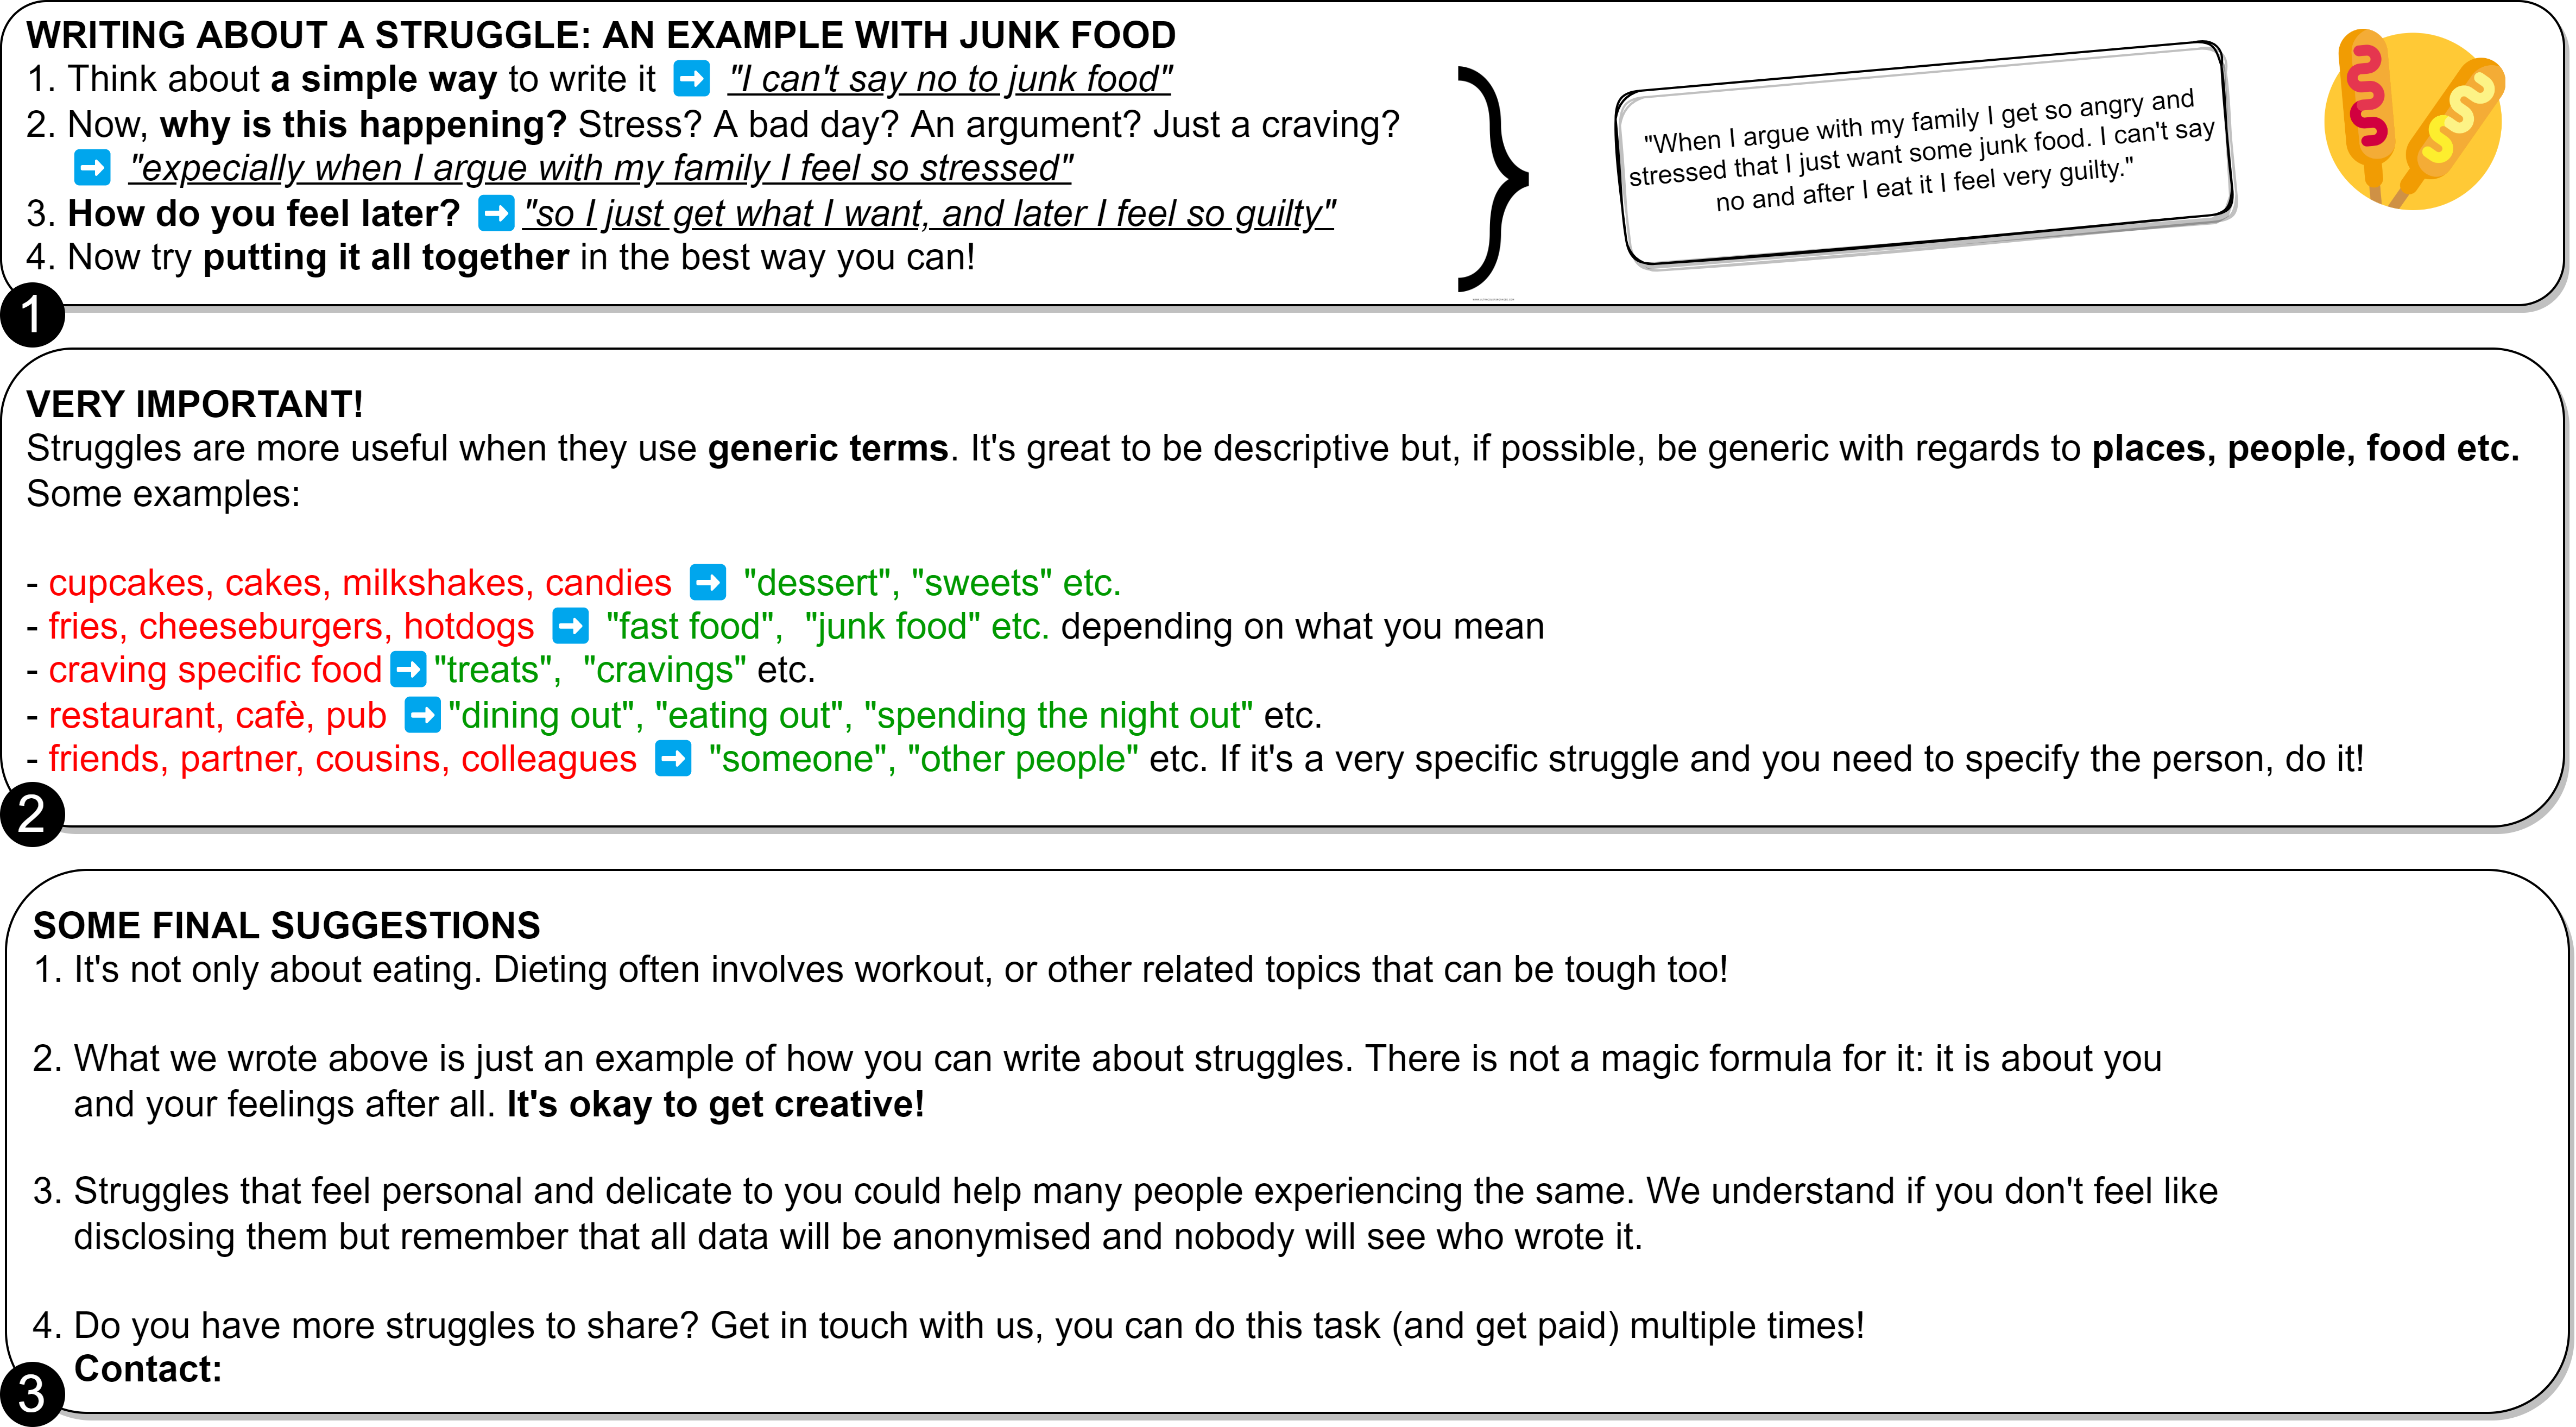 WRITING ABOUT A STRUGGLE: AN EXAMPLE WITH JUNK FOOD
1. Think about a simple way to write it ➡ "I can't say no to junk food"
2. Now, why is this happening? Stress? A bad day? An argument? Just a craving?
➡ "expecially when I argue with my family I feel so stressed"
3. How do you feel later? ➡ "so I just get what I want, and later I feel so guilty"
4. Now try putting it all together in the best way you can!
}
"When I argue with my family I get so angry and
stressed that I just want some junk food. I can't say
no and after I eat it I feel very guilty."
1
VERY IMPORTANT!
Struggles are more useful when they use generic terms. It's great to be descriptive but, if possible, be generic with regards to places, people, food etc.
Some examples:
- cupcakes, cakes, milkshakes, candies ➡ "dessert", "sweets" etc.
- fries, cheeseburgers, hotdogs ➡ "fast food", "junk food" etc. depending on what you mean
- craving specific food ➡ "treats", "cravings" etc.
- restaurant, cafè, pub ➡ "dining out", "eating out", "spending the night out" etc.
- friends, partner, cousins, colleagues ➡ "someone", "other people" etc. If it's a very specific struggle and you need to specify the person, do it!
2
SOME FINAL SUGGESTIONS
1. It's not only about eating. Dieting often involves workout, or other related topics that can be tough too!
2. What we wrote above is just an example of how you can write about struggles. There is not a magic formula for it: it is about you
and your feelings after all. It's okay to get creative!
3. Struggles that feel personal and delicate to you could help many people experiencing the same. We understand if you don't feel like
disclosing them but remember that all data will be anonymised and nobody will see who wrote it.
4. Do you have more struggles to share? Get in touch with us, you can do this task (and get paid) multiple times!
Contact:
3